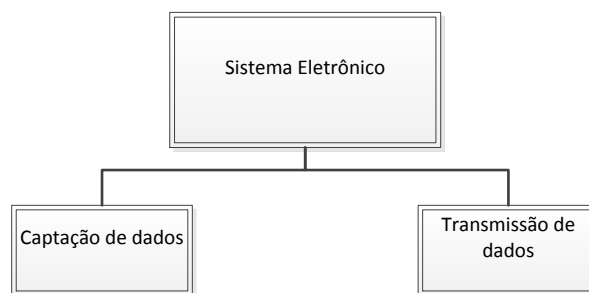 Sistema Eletrônico
Captação de dados
Transmissão de
dados